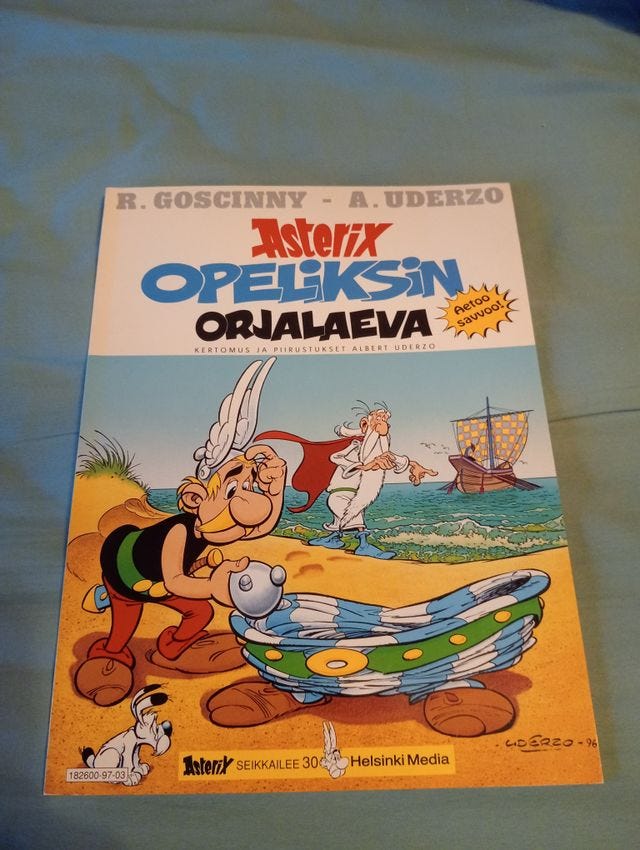 R. GOSCINNY - A. UDERZO
Asterix
OPELiKSiN
ORJALAEVA
Aetoo
savvoo!
KERTOMUS JA PIIRUSTUKSET ALBERT UDERZO
UDERZO - 96
Asterix SEIKKAILEE 30 Helsinki Media
182600-97-03